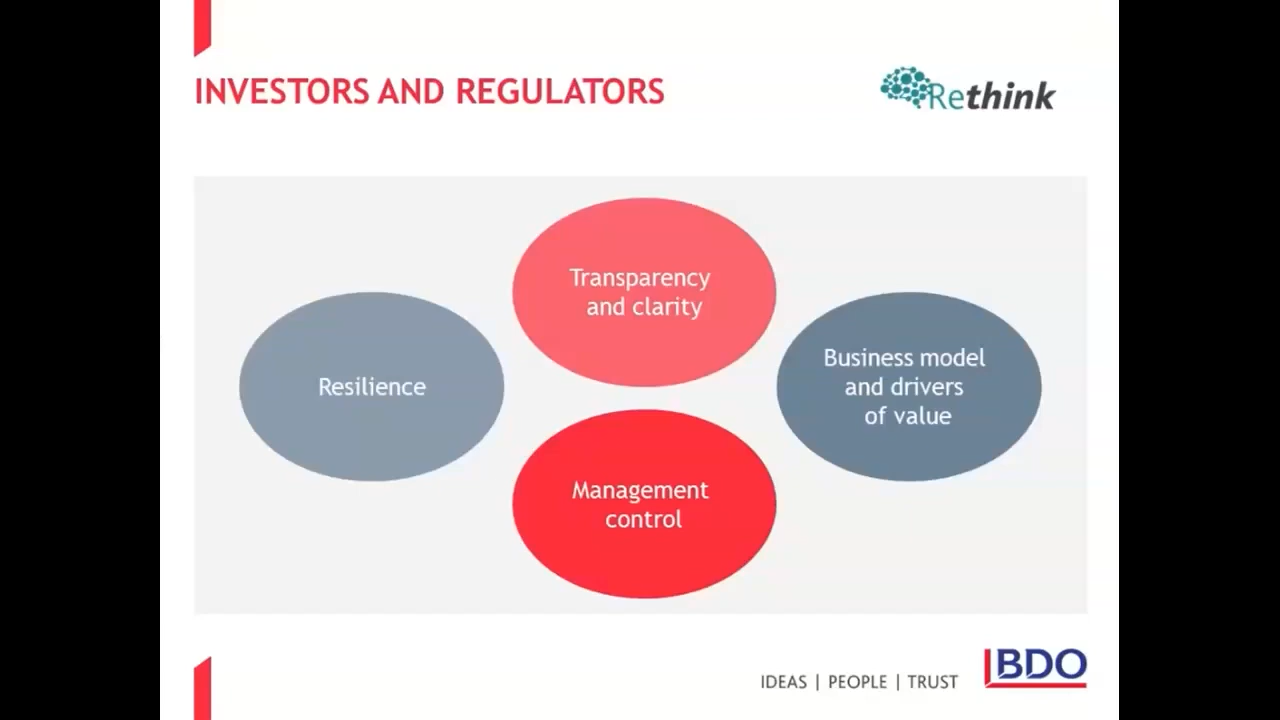 INVESTORS AND REGULATORS
Rethink
Transparency
and clarity
Resilience
Business model
and drivers
of value
Management
control
IDEAS | PEOPLE | TRUST
BDO